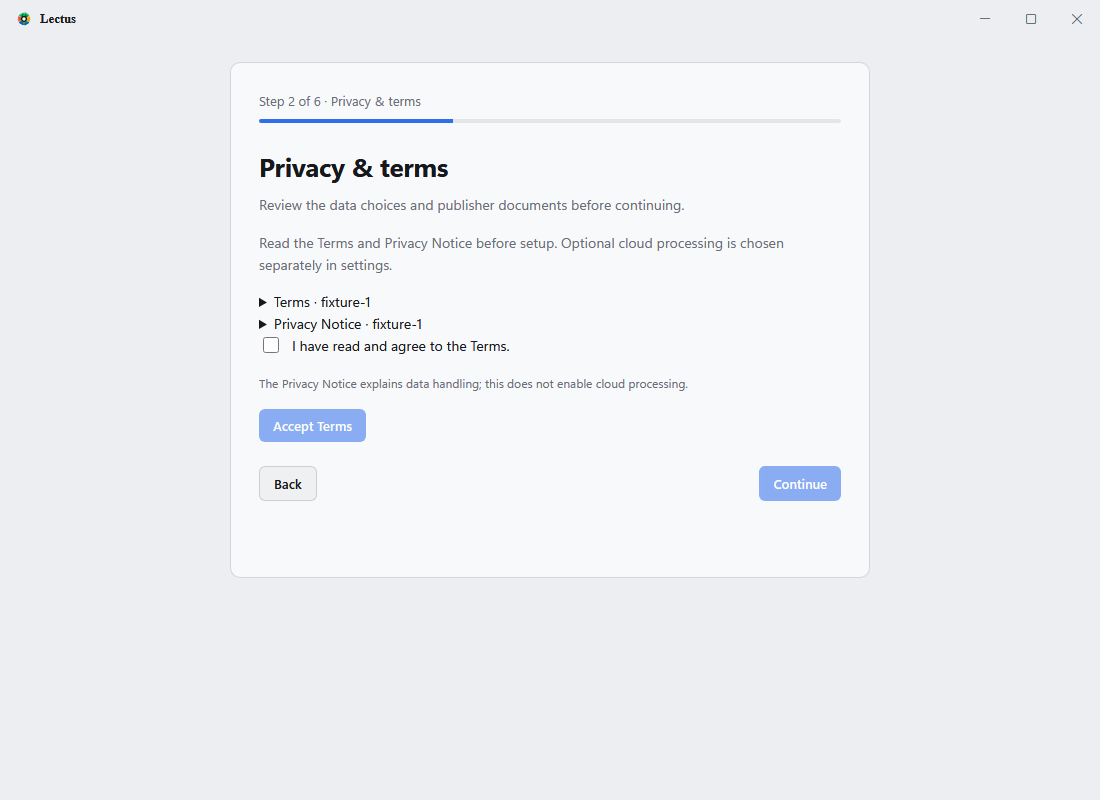 Lectus
Step 2 of 6 · Privacy & terms
Privacy & terms
Review the data choices and publisher documents before continuing.
Read the Terms and Privacy Notice before setup. Optional cloud processing is chosen
separately in settings.
Terms · fixture-1
Privacy Notice · fixture-1
I have read and agree to the Terms.
The Privacy Notice explains data handling; this does not enable cloud processing.
Accept Terms
Back
Continue